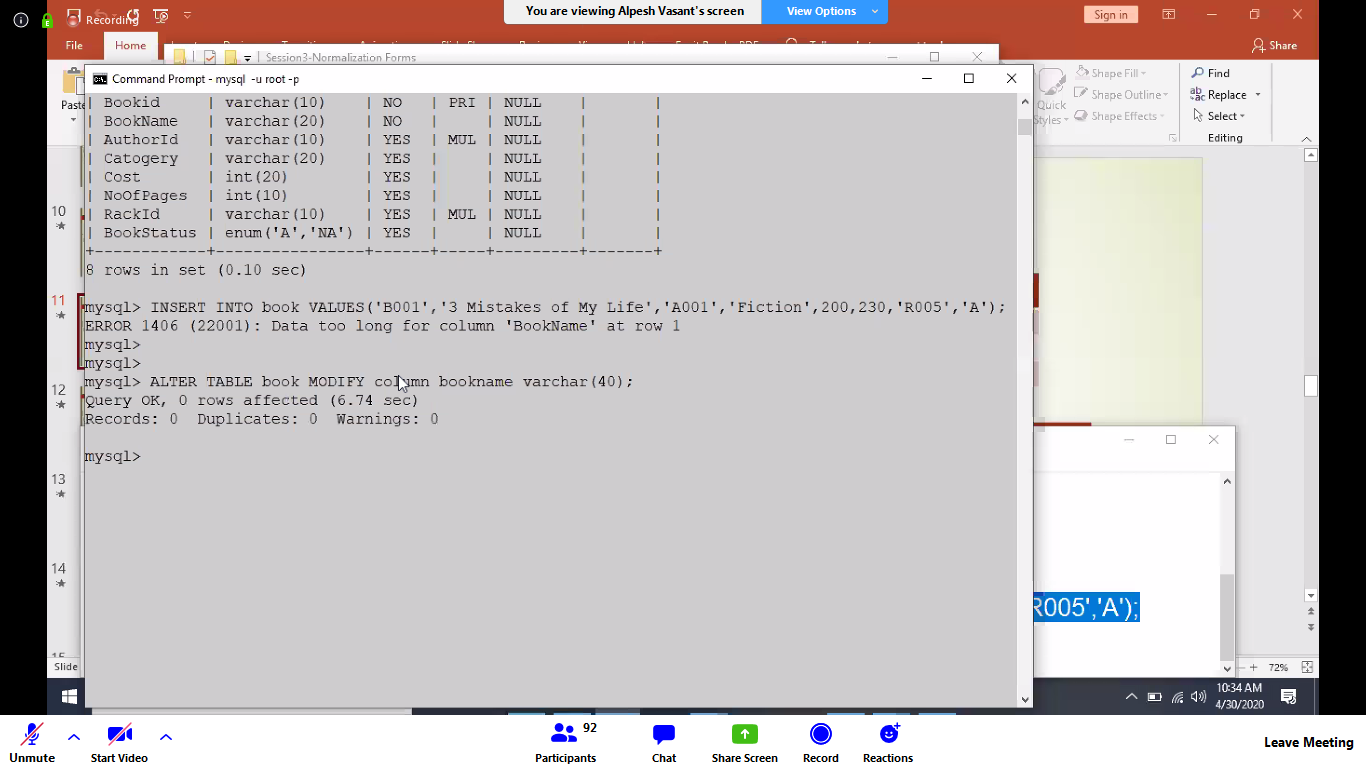 You are viewing Alpesh Vasant's screen
View Options
Recording
Sign in
File
Home
Share
Session3-Normalization Forms
Command Prompt - mysql -u root -p
Paste
Quick
Styles
Shape Fill
Shape Outline
Shape Effects
Find
Replace
Select
Editing
| Bookid | varchar(10) | NO | PRI | NULL | |
| BookName | varchar(20) | NO | | NULL | |
| AuthorId | varchar(10) | YES | MUL | NULL | |
| Catogery | varchar(20) | YES | | NULL | |
| Cost | int(20) | YES | | NULL | |
| NoOfPages | int(10) | YES | | NULL | |
| RackId | varchar(10) | YES | MUL | NULL | |
| BookStatus | enum('A','NA') | YES | | NULL | |
+------------+----------------+------+-----+---------+-------+
8 rows in set (0.10 sec)
mysql> INSERT INTO book VALUES('B001','3 Mistakes of My Life','A001','Fiction',200,230,'R005','A');
ERROR 1406 (22001): Data too long for column 'BookName' at row 1
mysql>
mysql>
mysql> ALTER TABLE book MODIFY column bookname varchar(40);
Query OK, 0 rows affected (6.74 sec)
Records: 0 Duplicates: 0 Warnings: 0
mysql>
10
11
12
13
14
R005','A');
Slide
72%
10:34 AM
4/30/2020
Unmute
Start Video
Participants
92
Chat
Share Screen
Record
Reactions
Leave Meeting